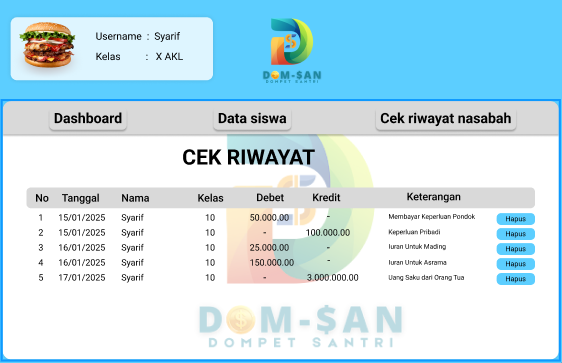 Username : Syarif
Kelas : X AKL
DOM-$AN
DOMPET SANTRI
Dashboard Data siswa Cek riwayat nasabah
CEK RIWAYAT
No Tanggal Nama Kelas Debet Kredit Keterangan
1 15/01/2025 Syarif 10 50.000.00 - Membayar Keperluan Pondok Hapus
2 15/01/2025 Syarif 10 - 100.000.00 Keperluan Pribadi Hapus
3 16/01/2025 Syarif 10 25.000.00 - Iuran Untuk Mading Hapus
4 16/01/2025 Syarif 10 150.000.00 - Iuran Untuk Asrama Hapus
5 17/01/2025 Syarif 10 - 3.000.000.00 Uang Saku dari Orang Tua Hapus
DOM-$AN
DOMPET SANTRI